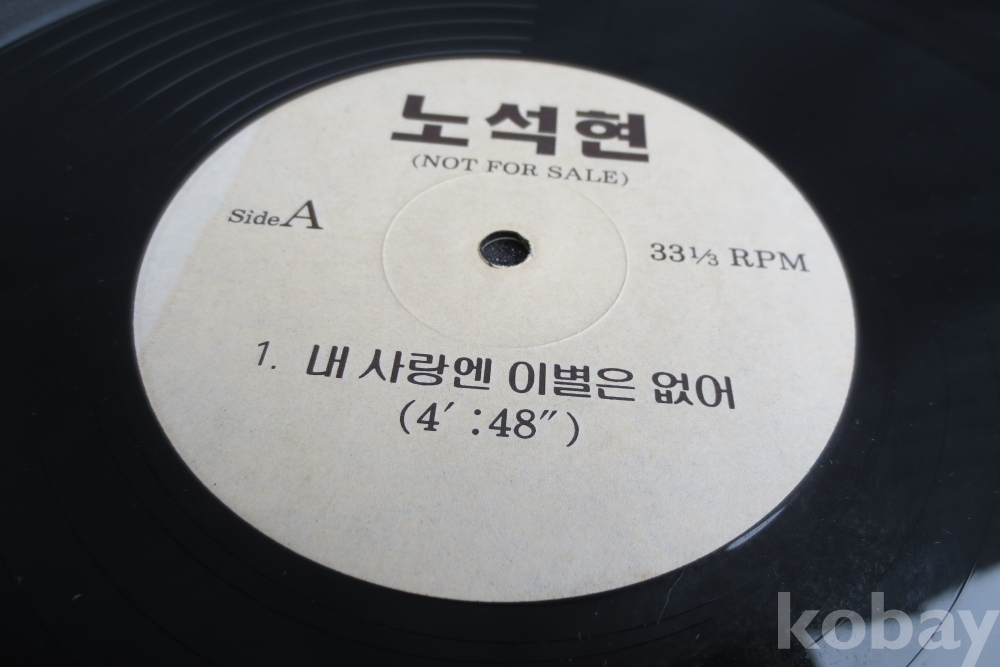 노석현
(NOT FOR SALE)
Side A
33⅓ RPM
1. 내 사랑엔 이별은 없어
(4′ :48″)
kobay